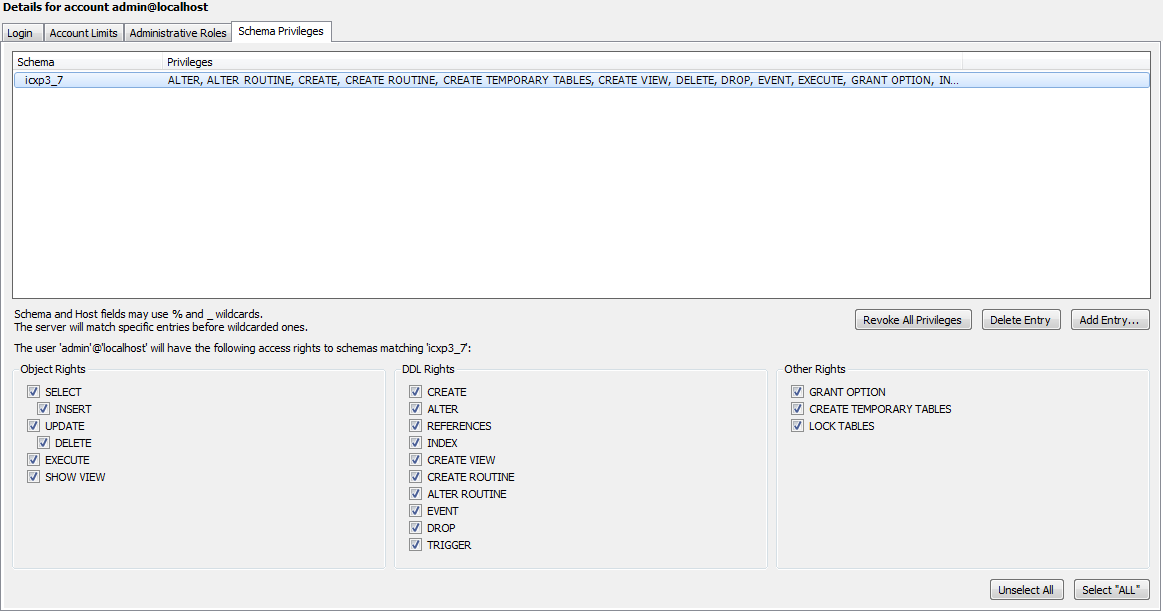 Details for account admin@localhost
Login Account Limits Administrative Roles Schema Privileges
Schema Privileges
icxp3_7 ALTER, ALTER ROUTINE, CREATE, CREATE ROUTINE, CREATE TEMPORARY TABLES, CREATE VIEW, DELETE, DROP, EVENT, EXECUTE, GRANT OPTION, IN...
Schema and Host fields may use % and _ wildcards.
The server will match specific entries before wildcarded ones.
Revoke All Privileges Delete Entry Add Entry...
The user 'admin'@'localhost' will have the following access rights to schemas matching 'icxp3_7':
Object Rights
SELECT
INSERT
UPDATE
DELETE
EXECUTE
SHOW VIEW
DDL Rights
CREATE
ALTER
REFERENCES
INDEX
CREATE VIEW
CREATE ROUTINE
ALTER ROUTINE
EVENT
DROP
TRIGGER
Other Rights
GRANT OPTION
CREATE TEMPORARY TABLES
LOCK TABLES
Unselect All Select "ALL"